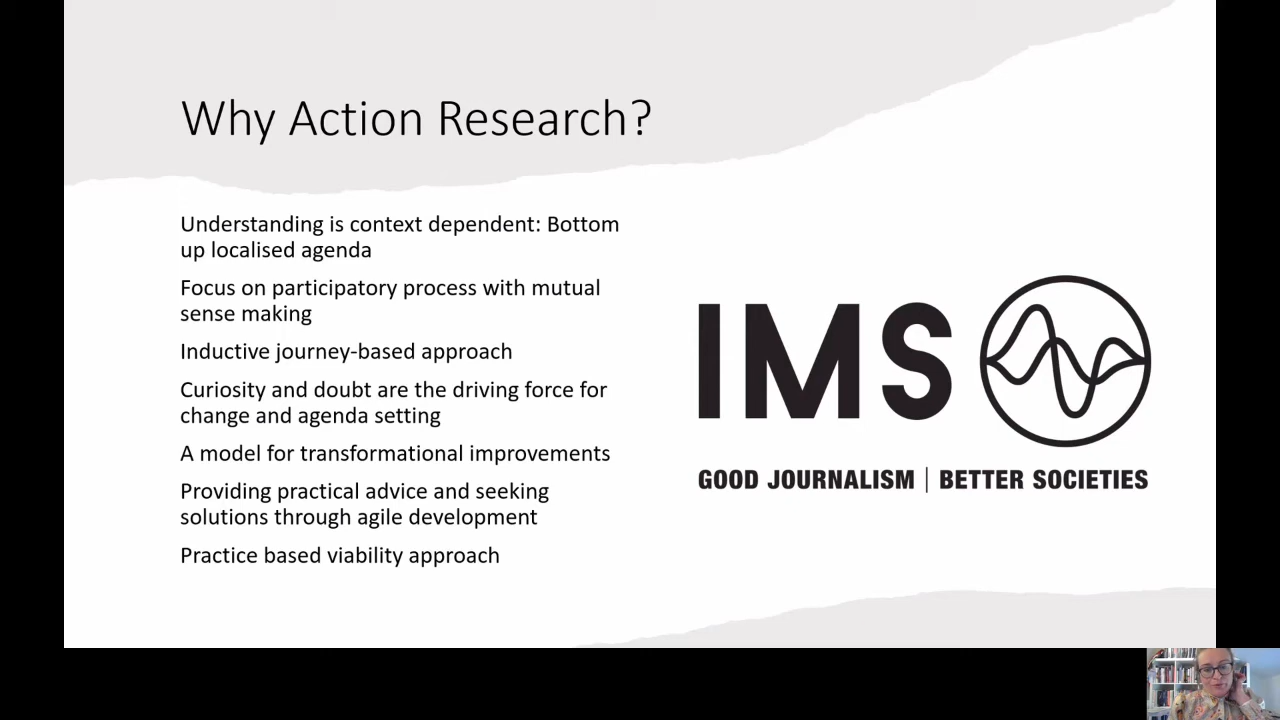 Why Action Research?
Understanding is context dependent: Bottom
up localised agenda
Focus on participatory process with mutual
sense making
Inductive journey-based approach
Curiosity and doubt are the driving force for
change and agenda setting
A model for transformational improvements
Providing practical advice and seeking
solutions through agile development
Practice based viability approach
IMS
GOOD JOURNALISM | BETTER SOCIETIES